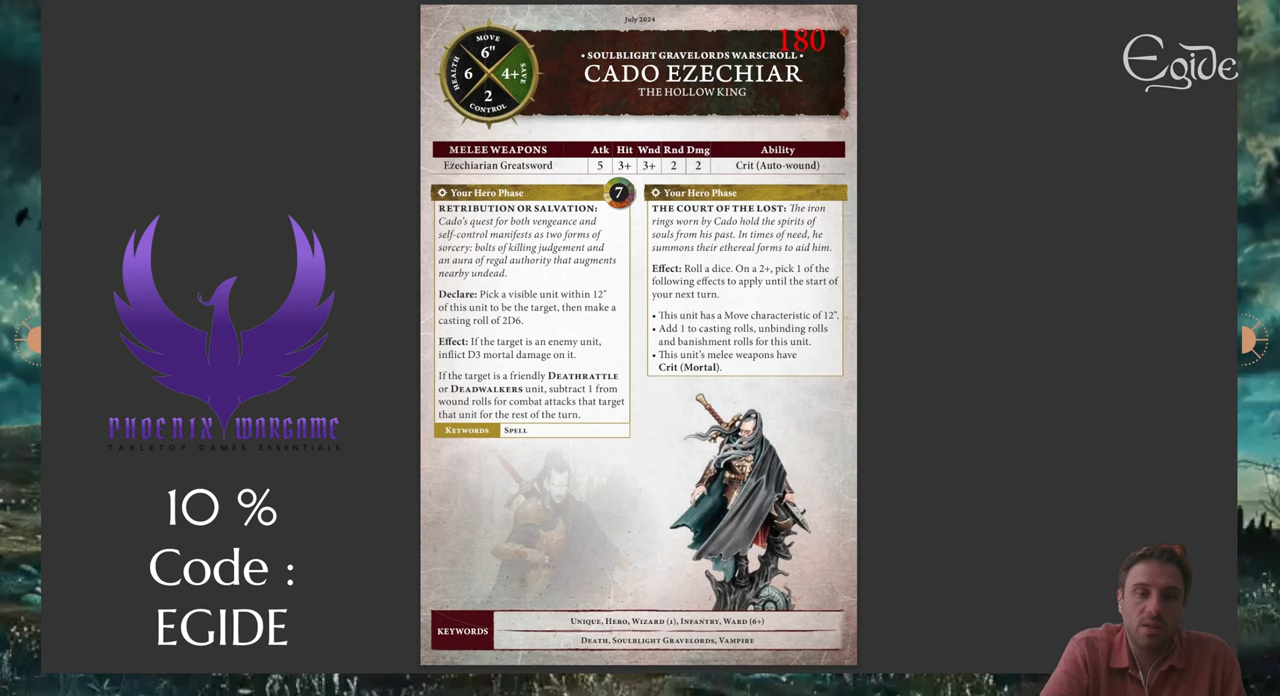 July 2024
180
Egide
MOVE
6"
HEALTH
6
4+
SAVE
2
CONTROL
• SOULBLIGHT GRAVELORDS WARSCROLL •
CADO EZECHIAR
THE HOLLOW KING
MELEE WEAPONS Atk Hit Wnd Rnd Dmg Ability
Ezechiarian Greatsword 5 3+ 3+ 2 2 Crit (Auto-wound)
Your Hero Phase
7
RETRIBUTION OR SALVATION:
Cado's quest for both vengeance and
self-control manifests as two forms of
sorcery: bolts of killing judgement and
an aura of regal authority that augments
nearby undead.
Declare: Pick a visible unit within 12"
of this unit to be the target, then make a
casting roll of 2D6.
Effect: If the target is an enemy unit,
inflict D3 mortal damage on it.
If the target is a friendly DEATHRATTLE
or DEADWALKERS unit, subtract 1 from
wound rolls for combat attacks that target
that unit for the rest of the turn.
KEYWORDS SPELL
Your Hero Phase
THE COURT OF THE LOST: The iron
rings worn by Cado hold the spirits of
souls from his past. In times of need, he
summons their ethereal forms to aid him.
Effect: Roll a dice. On a 2+, pick 1 of the
following effects to apply until the start of
your next turn.
• This unit has a Move characteristic of 12".
• Add 1 to casting rolls, unbinding rolls
and banishment rolls for this unit.
• This unit's melee weapons have
Crit (Mortal).
KEYWORDS
UNIQUE, HERO, WIZARD (1), INFANTRY, WARD (6+)
DEATH, SOULBLIGHT GRAVELORDS, VAMPIRE
PHOENIX WARGAME
TABLETOP GAMES ESSENTIALS
10 %
Code :
EGIDE